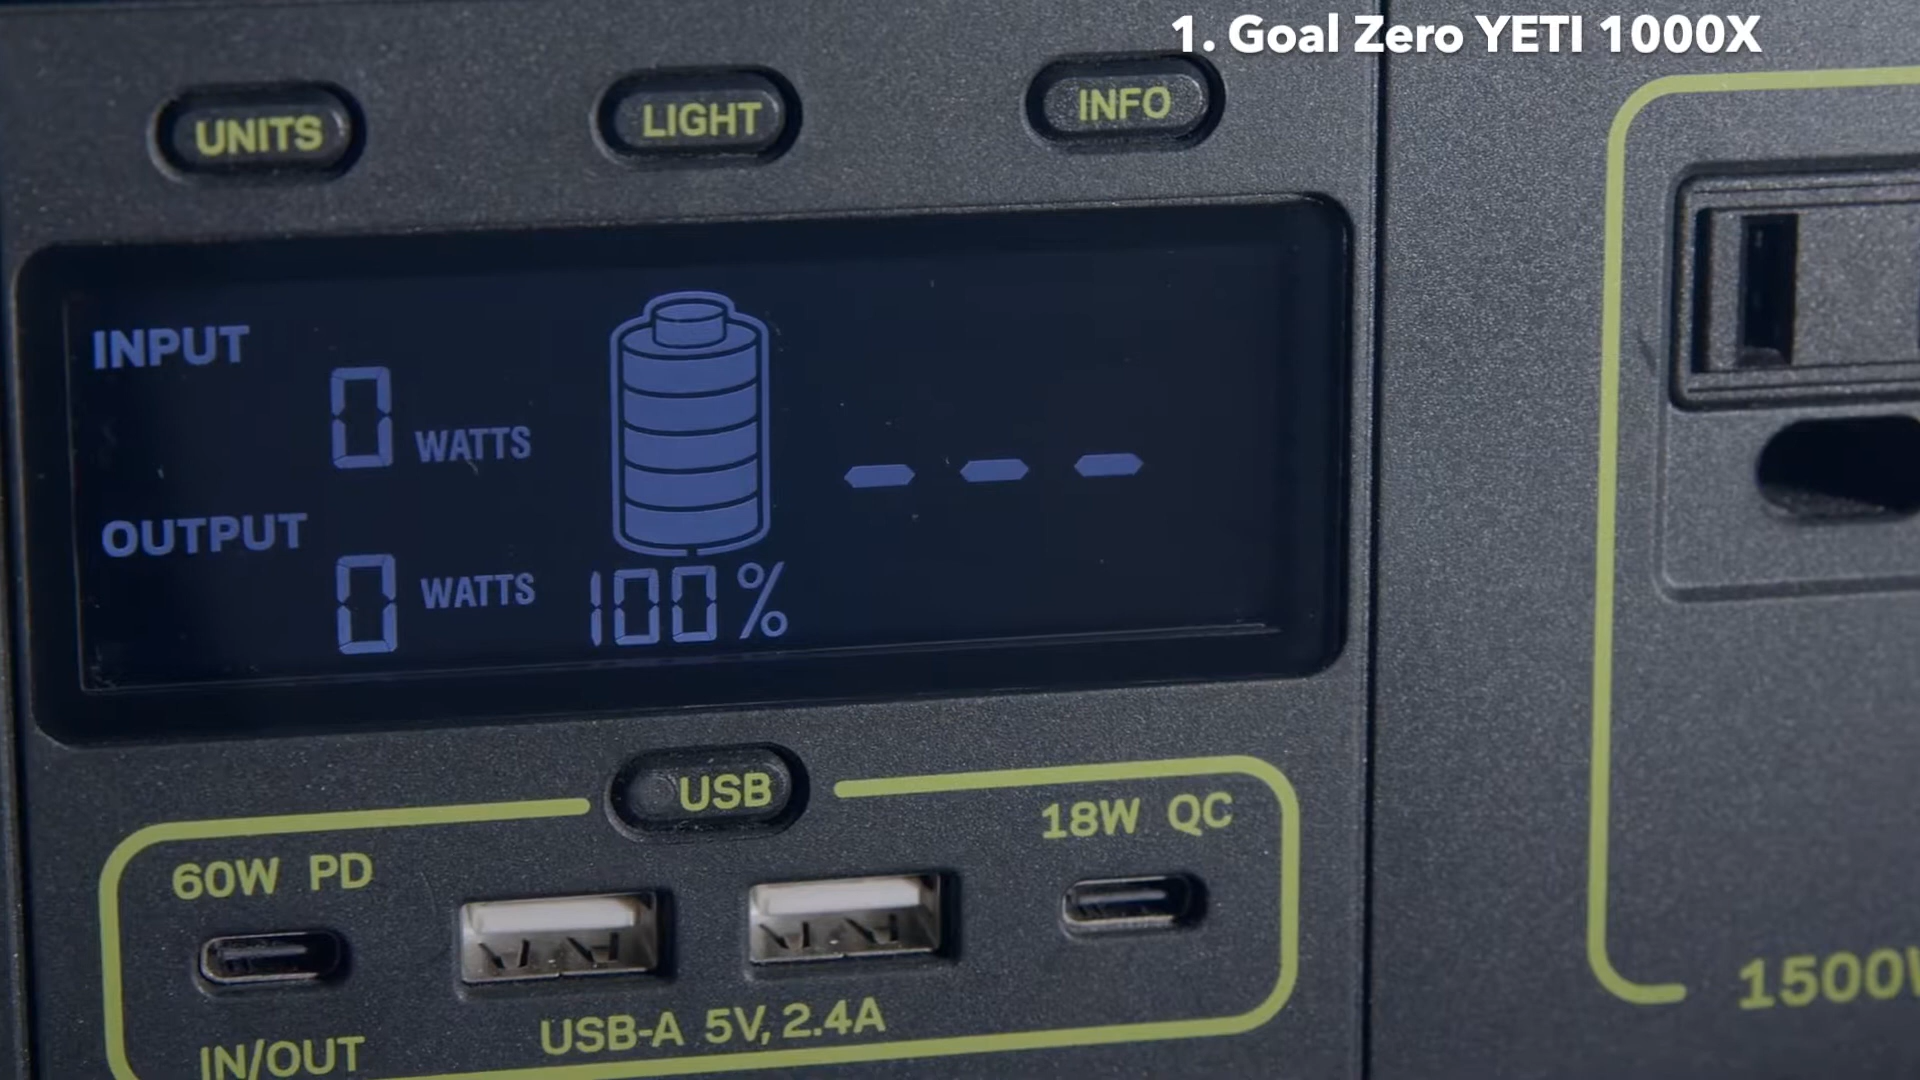 1. Goal Zero YETI 1000X
UNITS
LIGHT
INFO
INPUT
0 WATTS
OUTPUT
0 WATTS
100%
- - -
USB
60W PD
18W QC
USB-A 5V, 2.4A
IN/OUT
1500W